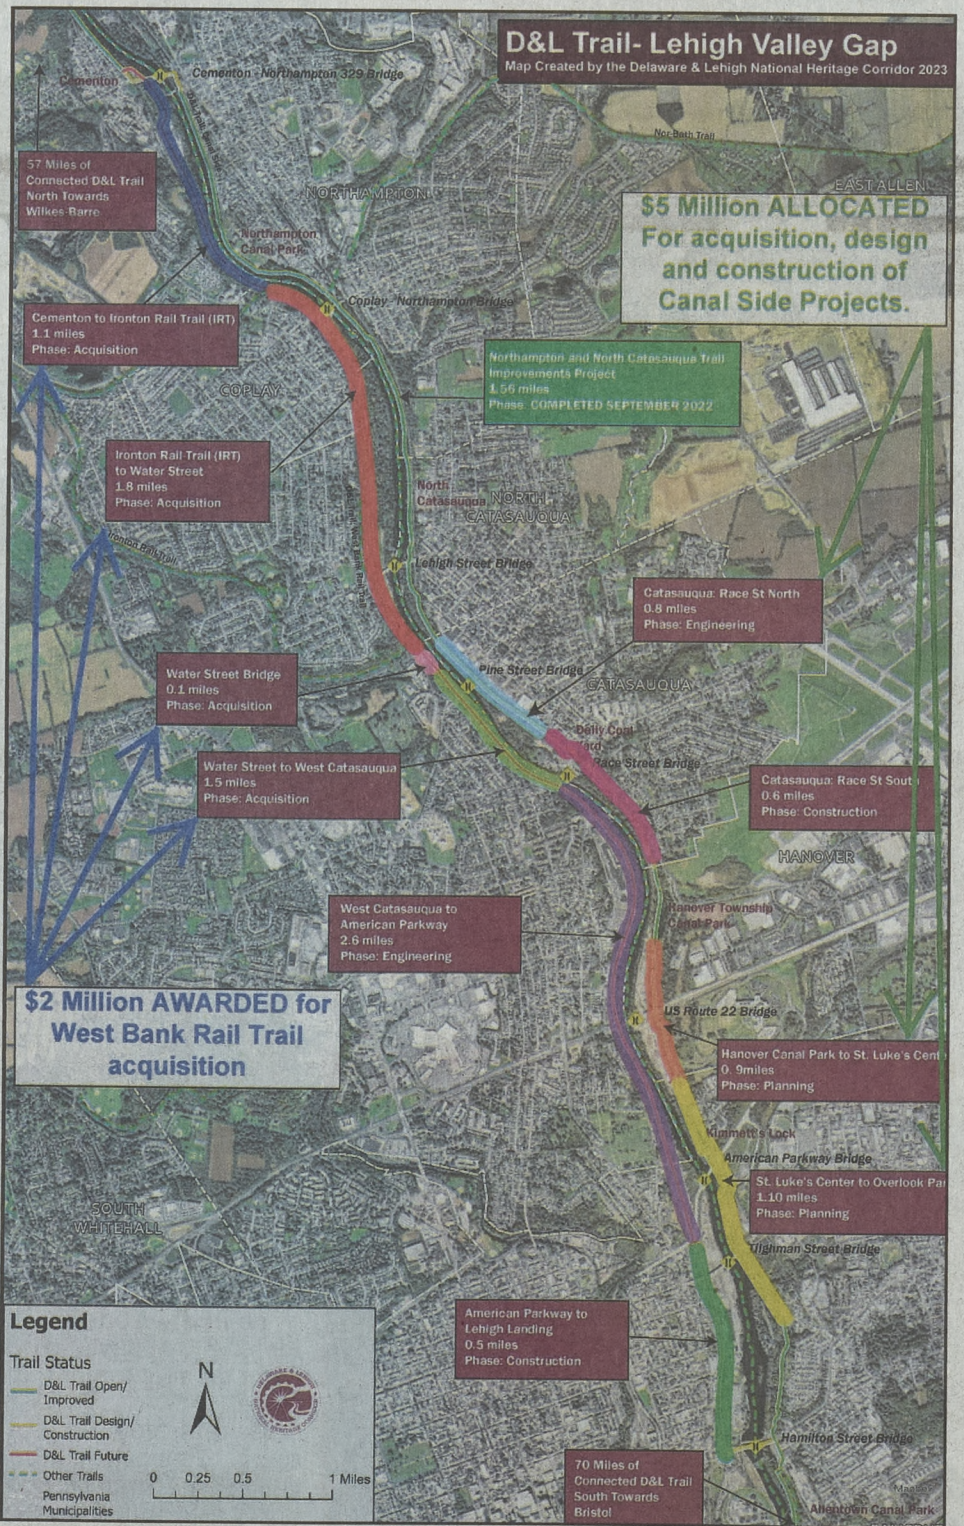 D&L Trail- Lehigh Valley Gap
Map Created by the Delaware & Lehigh National Heritage Corridor 2023
Cementon
Cementon - Northampton 329 Bridge
Nor-Bath Trail
57 Miles of
Connected D&L Trail
North Towards
Wilkes-Barre
NORTHAMPTON
EAST ALLEN
$5 Million ALLOCATED
For acquisition, design
and construction of
Canal Side Projects.
Northampton
Canal Park
Coplay - Northampton Bridge
Cementon to Ironton Rail Trail (IRT)
1.1 miles
Phase: Acquisition
Northampton and North Catasauqua Trail
Improvements Project
1.56 miles
Phase: COMPLETED SEPTEMBER 2022
COPLAY
Ironton Rail Trail (IRT)
to Water Street
1.8 miles
Phase: Acquisition
North
Catasauqua
NORTH
CATASAUQUA
Ironton Rail Trail
Lehigh Street Bridge
Catasauqua: Race St North
0.8 miles
Phase: Engineering
Water Street Bridge
0.1 miles
Phase: Acquisition
Pine Street Bridge
CATASAUQUA
Water Street to West Catasauqua
1.5 miles
Phase: Acquisition
Coal
Yard
Race Street Bridge
Catasauqua: Race St South
0.6 miles
Phase: Construction
HANOVER
West Catasauqua to
American Parkway
2.6 miles
Phase: Engineering
Hanover Township
Canal Park
$2 Million AWARDED for
West Bank Rail Trail
acquisition
US Route 22 Bridge
Hanover Canal Park to St. Luke's Cent
0. 9miles
Phase: Planning
Kimmett's Lock
American Parkway Bridge
St. Luke's Center to Overlook Par
1.10 miles
Phase: Planning
SOUTH
WHITEHALL
Tilghman Street Bridge
American Parkway to
Lehigh Landing
0.5 miles
Phase: Construction
Legend
Trail Status
D&L Trail Open/
Improved
D&L Trail Design/
Construction
D&L Trail Future
Other Trails
Pennsylvania
Municipalities
N
0 0.25 0.5 1 Miles
Hamilton Street Bridge
70 Miles of
Connected D&L Trail
South Towards
Bristol
Allentown Canal Park